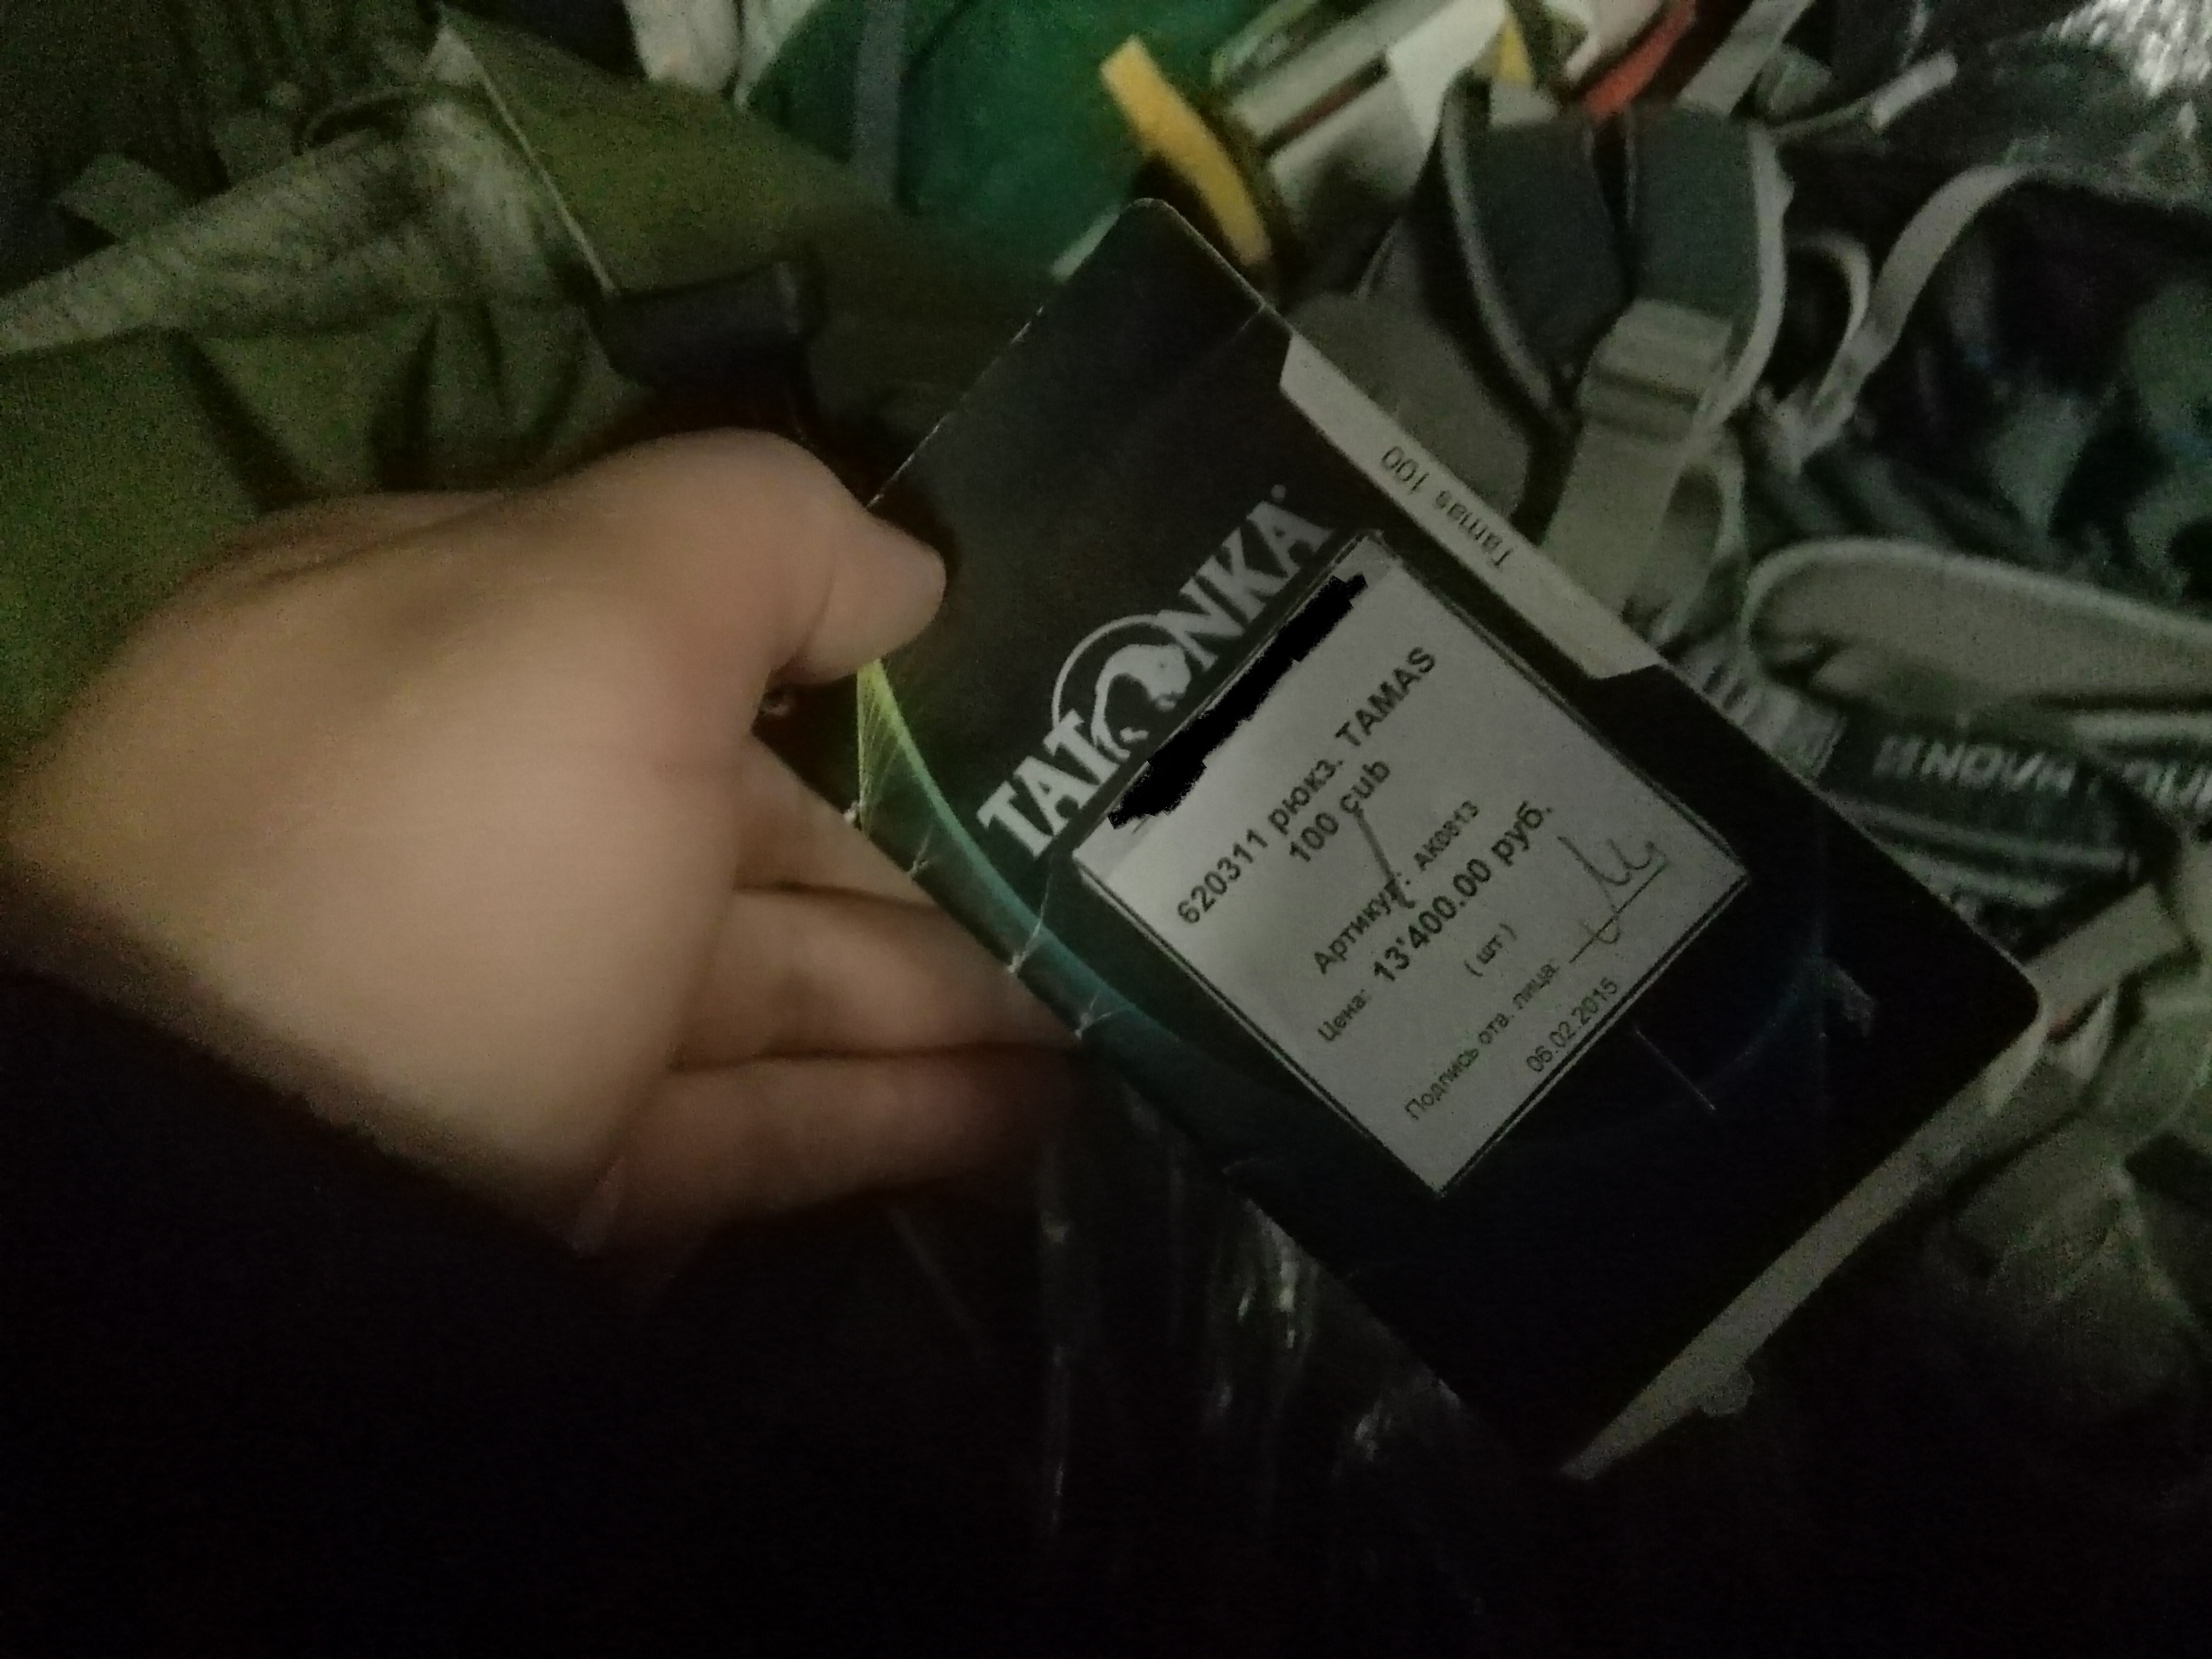 Tamas 100
TATONKA
620311 рюкз. TAMAS
100 cub
Артикул: AK0813
Цена: 13'400.00 руб.
( шт )
Подпись отв. лица:
06.02.2015